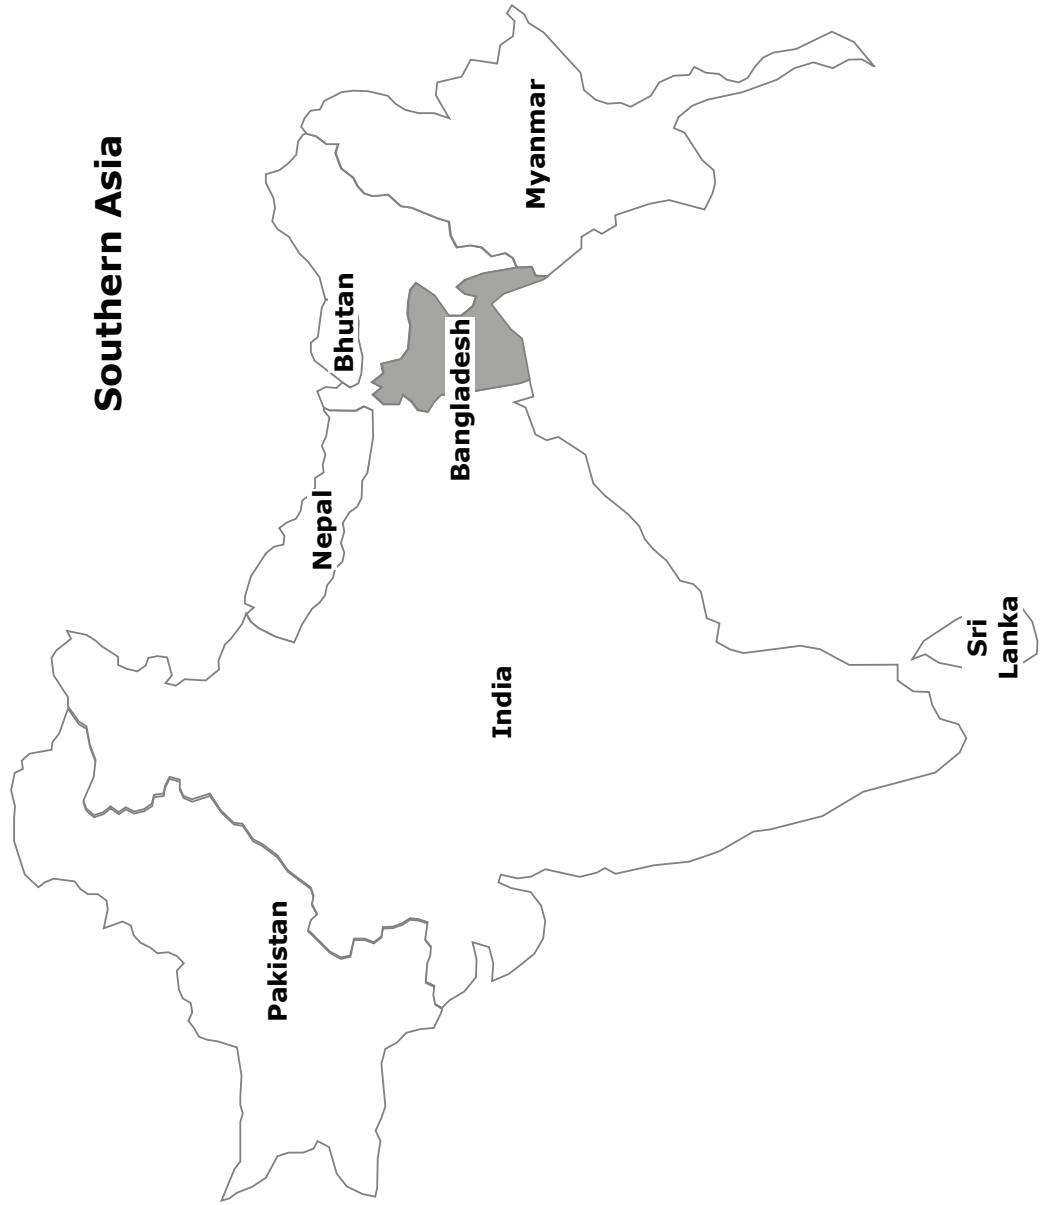 Southern Asia
Pakistan
Nepal
Bhutan
Bangladesh
Myanmar
India
Sri
Lanka